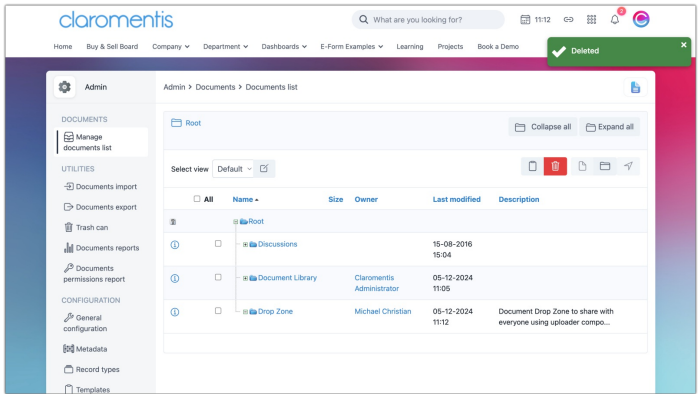 claromentis
What are you looking for?
11:12
7
Home Buy & Sell Board Company Department Dashboards E-Form Examples Learning Projects Book a Demo
Deleted
Admin
Admin > Documents > Documents list
DOCUMENTS
Manage
documents list
UTILITIES
Documents import
Documents export
Trash can
Documents reports
Documents
permissions report
CONFIGURATION
General
configuration
Metadata
Record types
Templates
Root
Collapse all Expand all
Select view Default
All Name Size Owner Last modified Description
Root
Discussions 15-08-2016
15:04
Document Library Claromentis 05-12-2024
Administrator 11:05
Drop Zone Michael Christian 05-12-2024 Document Drop Zone to share with
11:12 everyone using uploader compo...